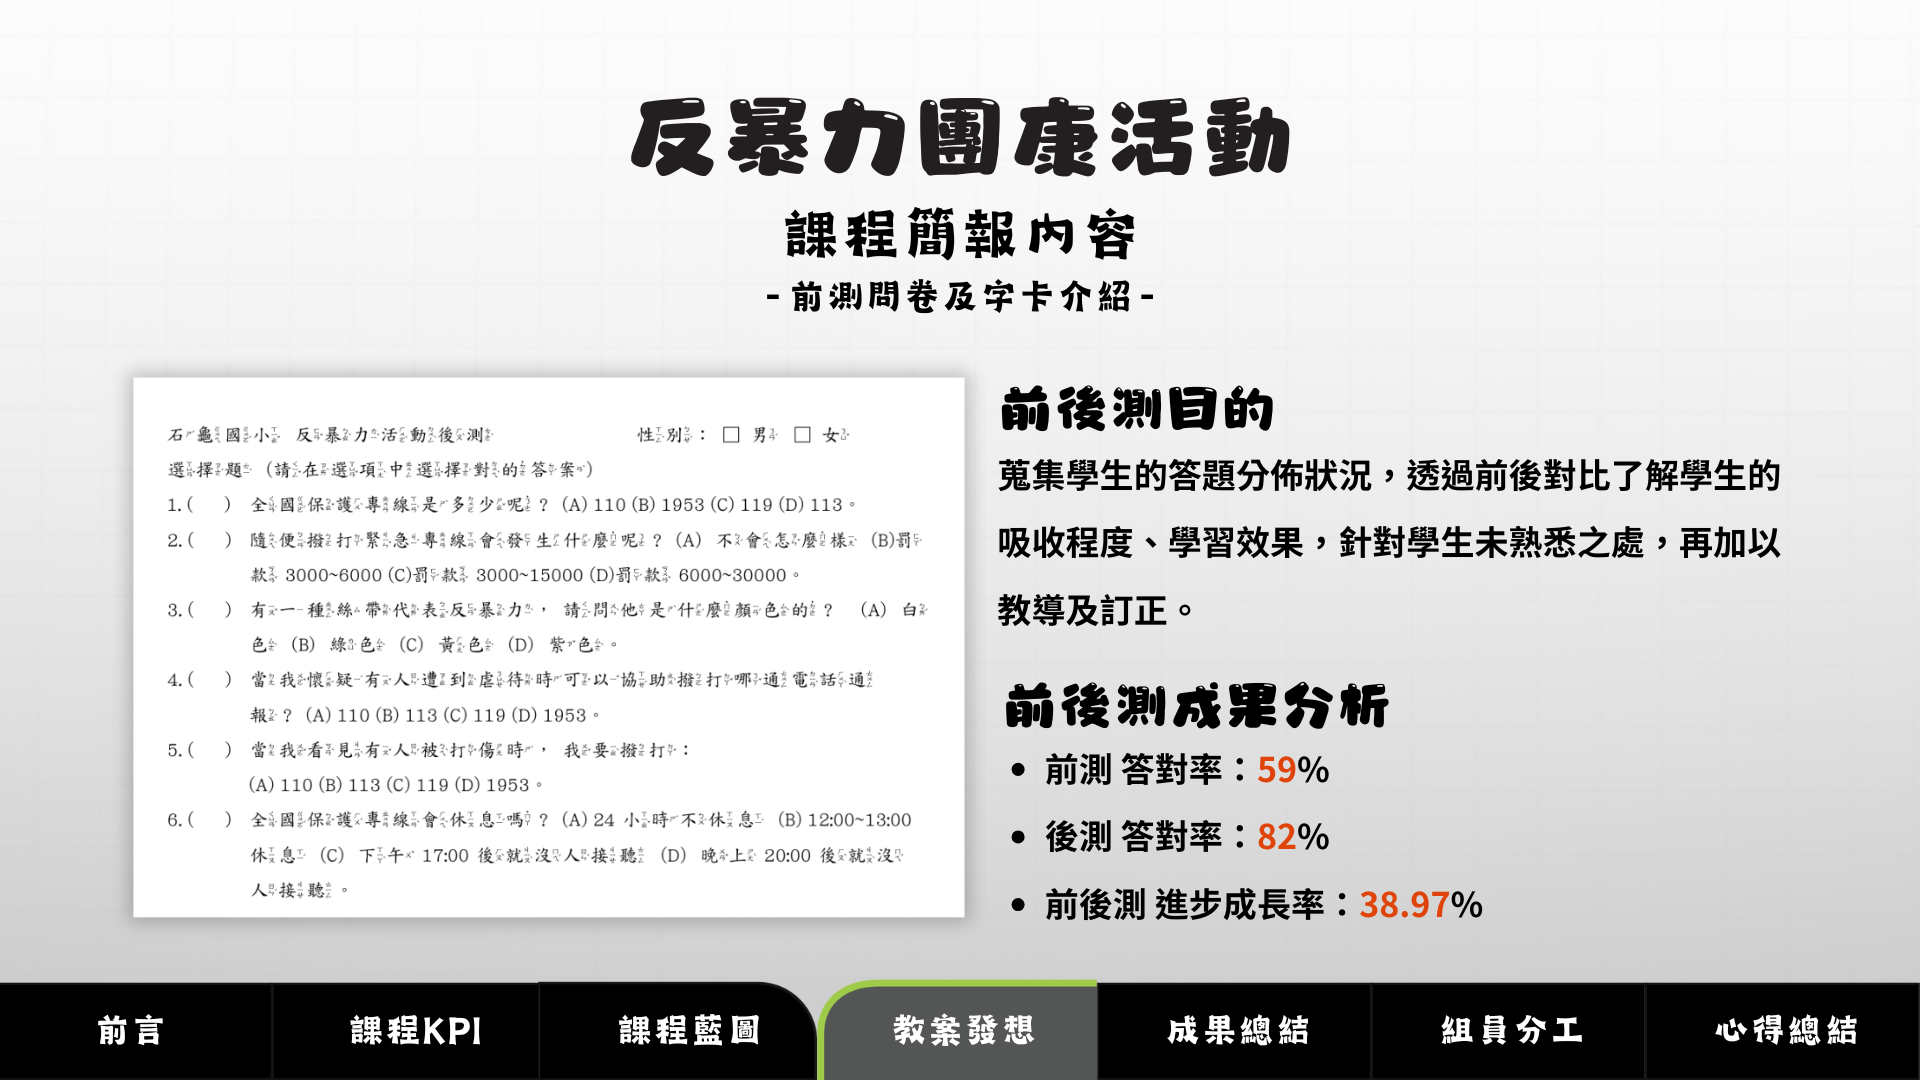 反暴力團康活動
課程簡報內容
-前測問卷及字卡介紹-
石龜國小 反暴力活動後測 性別：□ 男 □ 女
選擇題（請在選項中選擇對的答案）
1.( ) 全國保護專線是多少呢？(A) 110 (B) 1953 (C) 119 (D) 113。
2.( ) 隨便撥打緊急專線會發生什麼呢？(A) 不會怎麼樣 (B)罰
款 3000~6000 (C)罰款 3000~15000 (D)罰款 6000~30000。
3.( ) 有一種絲帶代表反暴力， 請問他是什麼顏色的？ (A) 白
色 (B) 綠色 (C) 黃色 (D) 紫色。
4.( ) 當我懷疑有人遭到虐待時可以協助撥打哪通電話通
報？(A) 110 (B) 113 (C) 119 (D) 1953。
5.( ) 當我看見有人被打傷時， 我要撥打：
(A) 110 (B) 113 (C) 119 (D) 1953。
6.( ) 全國保護專線會休息嗎？(A) 24 小時不休息 (B) 12:00~13:00
休息 (C) 下午 17:00 後就沒人接聽 (D) 晚上 20:00 後就沒
人接聽。
前後測目的
蒐集學生的答題分佈狀況，透過前後對比了解學生的
吸收程度、學習效果，針對學生未熟悉之處，再加以
教導及訂正。
前後測成果分析
• 前測 答對率：59%
• 後測 答對率：82%
• 前後測 進步成長率：38.97%
前言 課程KPI 課程藍圖 教案發想 成果總結 組員分工 心得總結